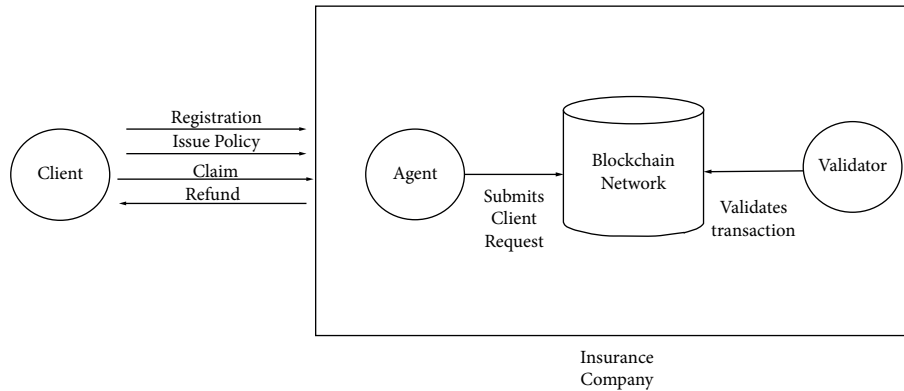 Registration
Issue Policy
Claim
Refund
Client
Agent
Submits
Client
Request
Blockchain
Network
Validates
transaction
Validator
Insurance
Company